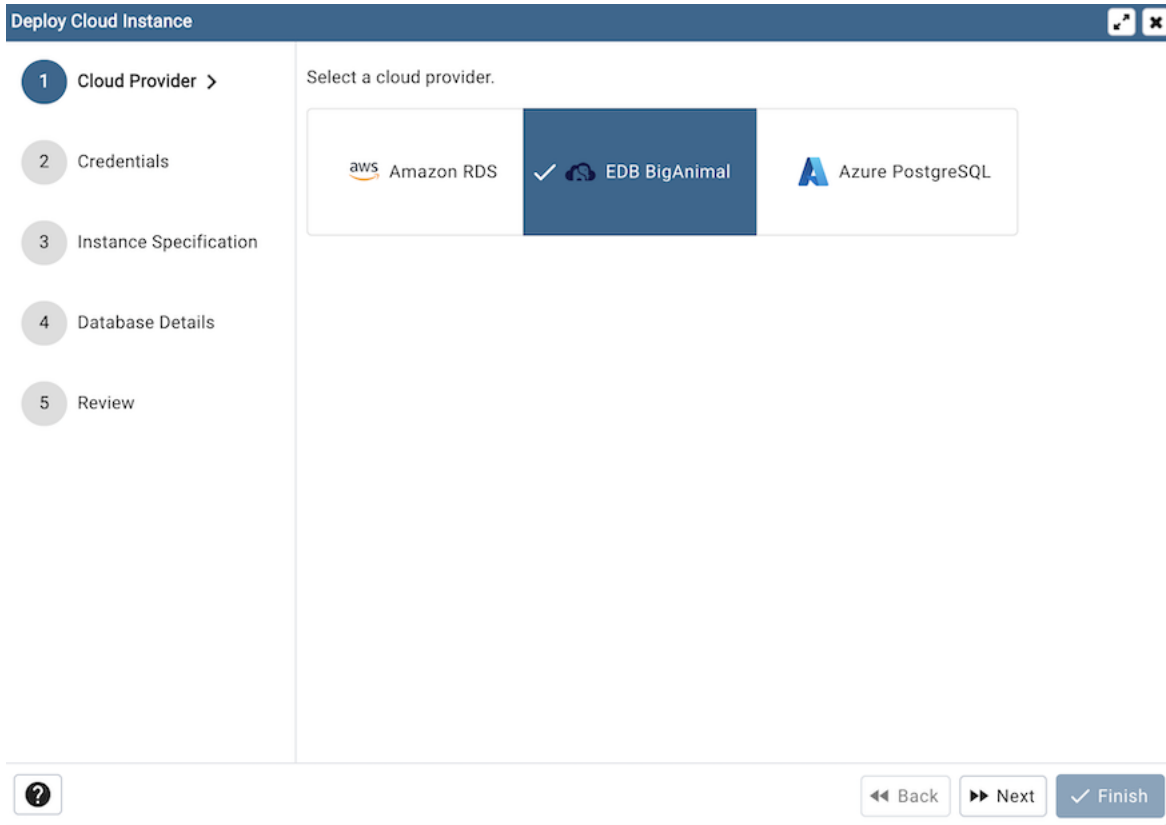 Deploy Cloud Instance
1 Cloud Provider
2 Credentials
3 Instance Specification
4 Database Details
5 Review
Select a cloud provider.
aws Amazon RDS
EDB BigAnimal
Azure PostgreSQL
?
Back
Next
Finish